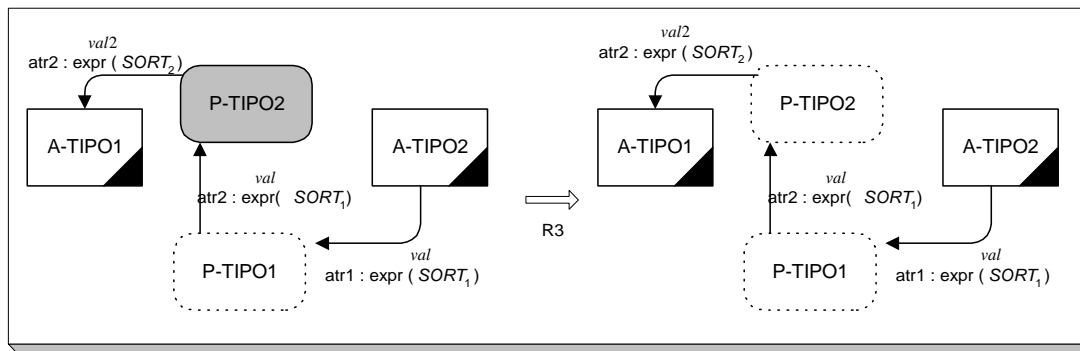 val2
atr2 : expr ( SORT2)
P-TIPO2
A-TIPO1
A-TIPO2
val
atr2 : expr( SORT1)
P-TIPO1
val
atr1 : expr ( SORT1)
R3
val2
atr2 : expr ( SORT2)
P-TIPO2
A-TIPO1
A-TIPO2
val
atr2 : expr( SORT1)
P-TIPO1
val
atr1 : expr ( SORT1)